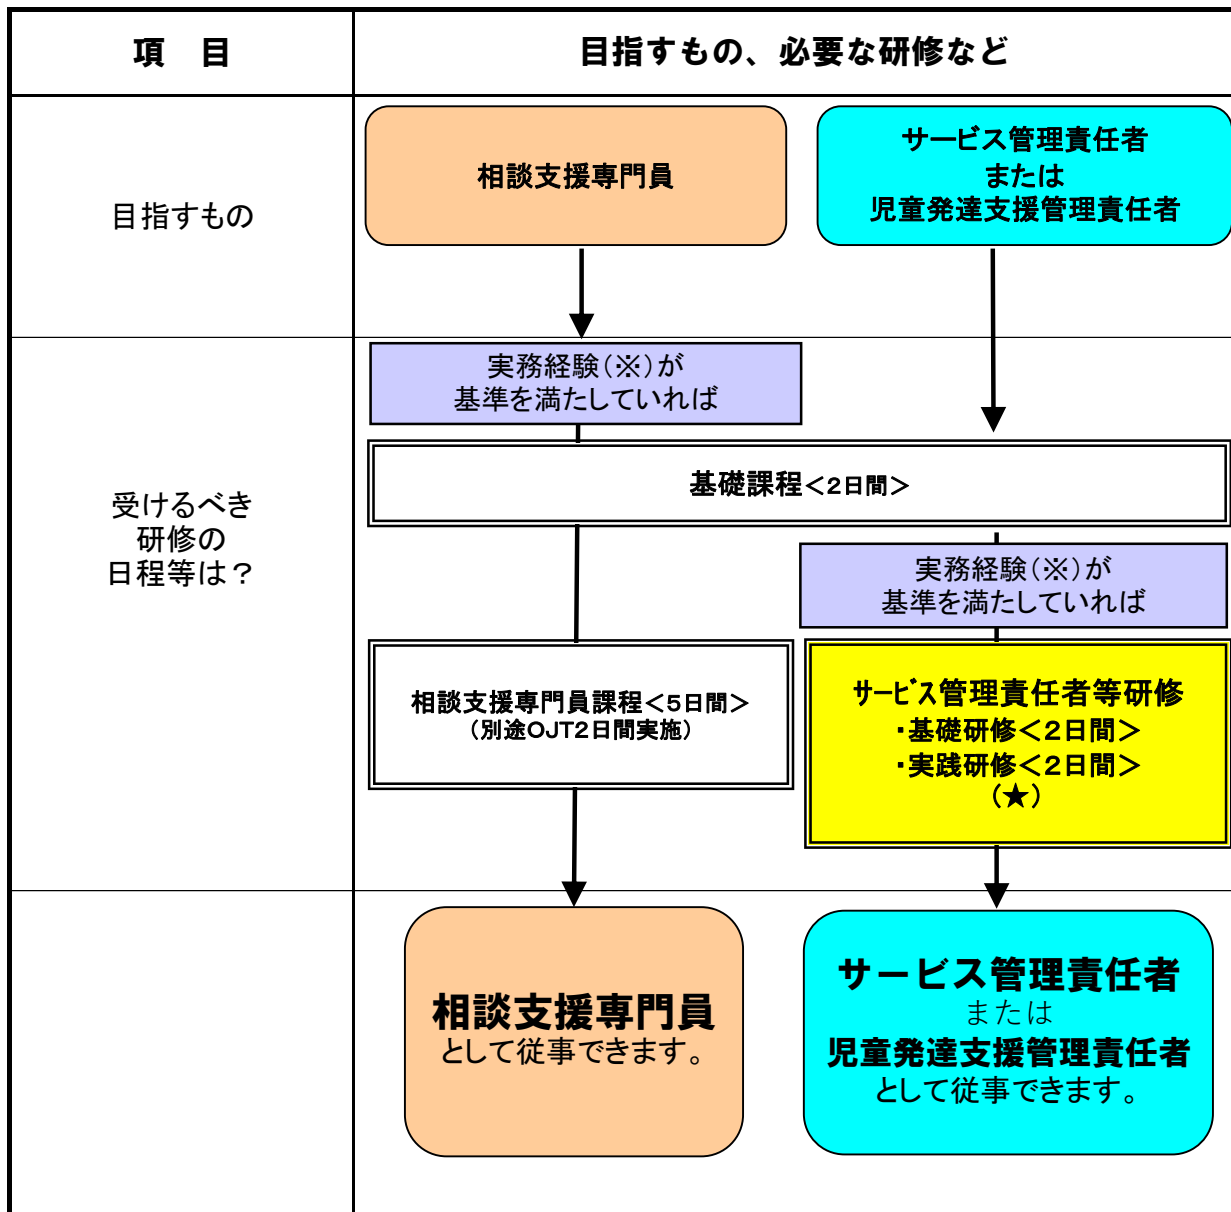 項　目
目指すもの、必要な研修など
目指すもの
相談支援専門員
サービス管理責任者
または
児童発達支援管理責任者
受けるべき
研修の
日程等は？
実務経験（※）が
基準を満たしていれば
基礎課程＜2日間＞
実務経験（※）が
基準を満たしていれば
相談支援専門員課程＜5日間＞
（別途OJT2日間実施）
ｻｰﾋﾞｽ管理責任者等研修
・基礎研修＜2日間＞
・実践研修＜2日間＞
（★）
相談支援専門員
として従事できます。
サービス管理責任者
または
児童発達支援管理責任者
として従事できます。